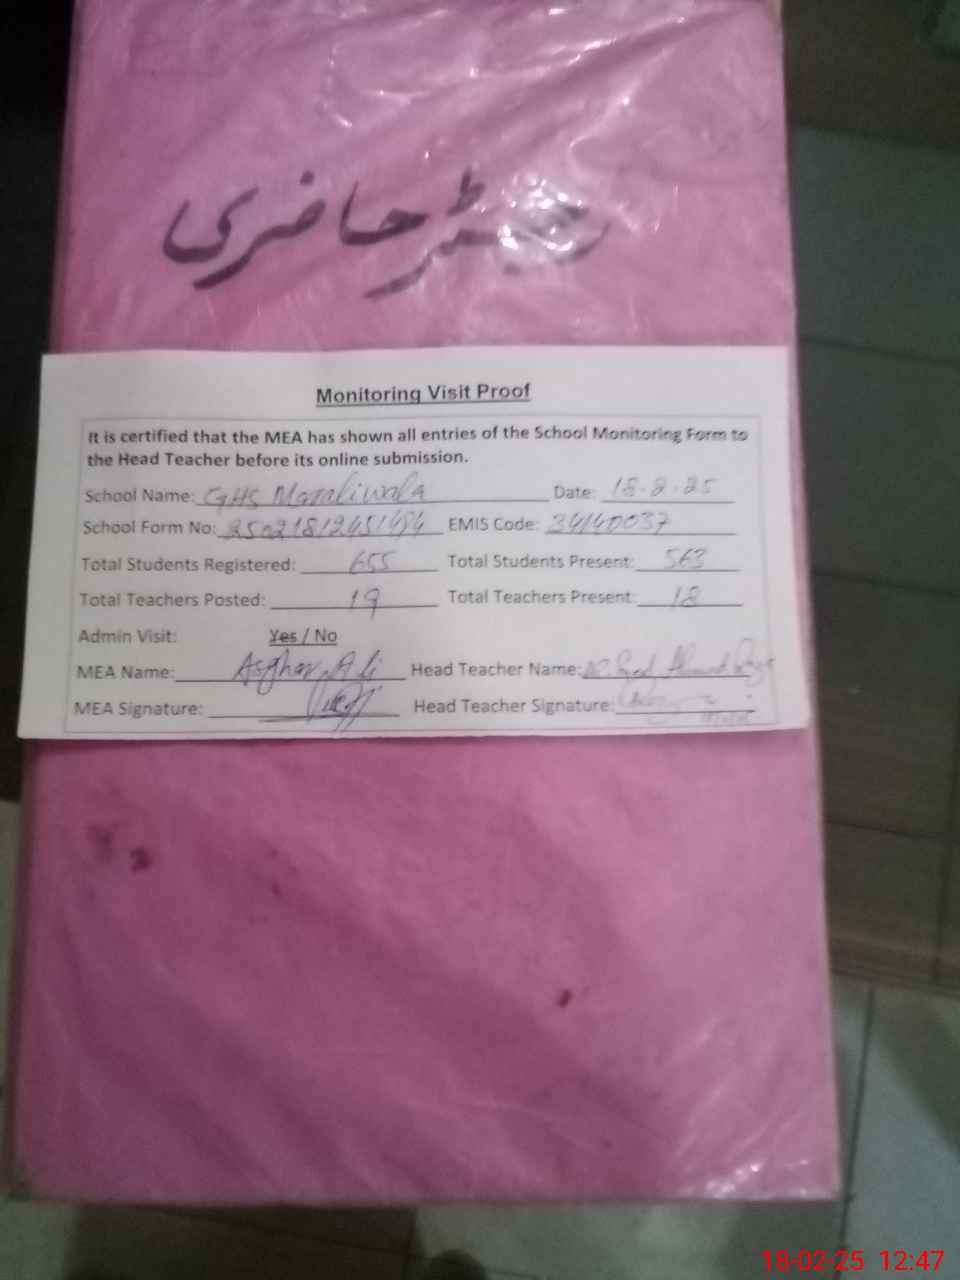 رجسٹر حاضری
Monitoring Visit Proof
It is certified that the MEA has shown all entries of the School Monitoring Form to
the Head Teacher before its online submission.
School Name: GHS Maraliwala Date: 18-2-25
School Form No: EMIS Code: 34140037
Total Students Registered: 655 Total Students Present: 563
Total Teachers Posted: 19 Total Teachers Present: 18
Admin Visit: Yes / No
MEA Name: Asghar Ali Head Teacher Name:
MEA Signature: Head Teacher Signature:
18-02-25 12:47